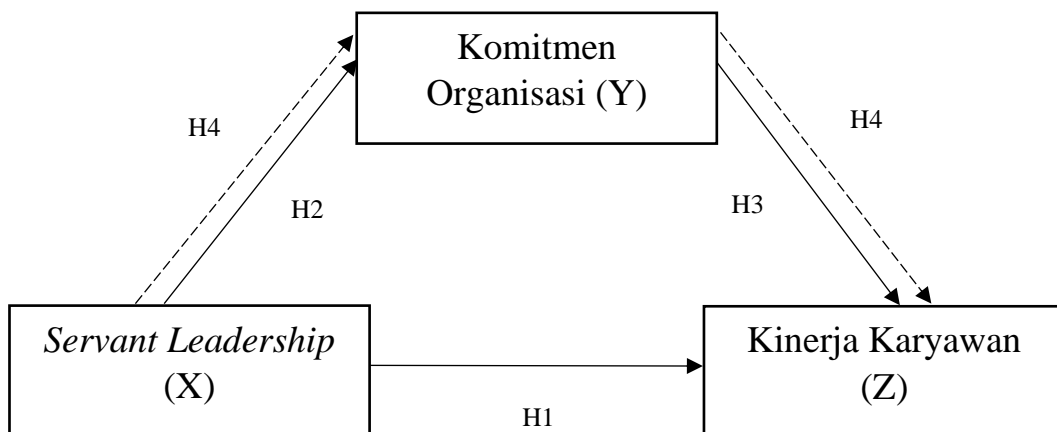 Komitmen
Organisasi (Y)
H4
H4
H2
H3
Servant Leadership
(X)
Kinerja Karyawan
(Z)
H1